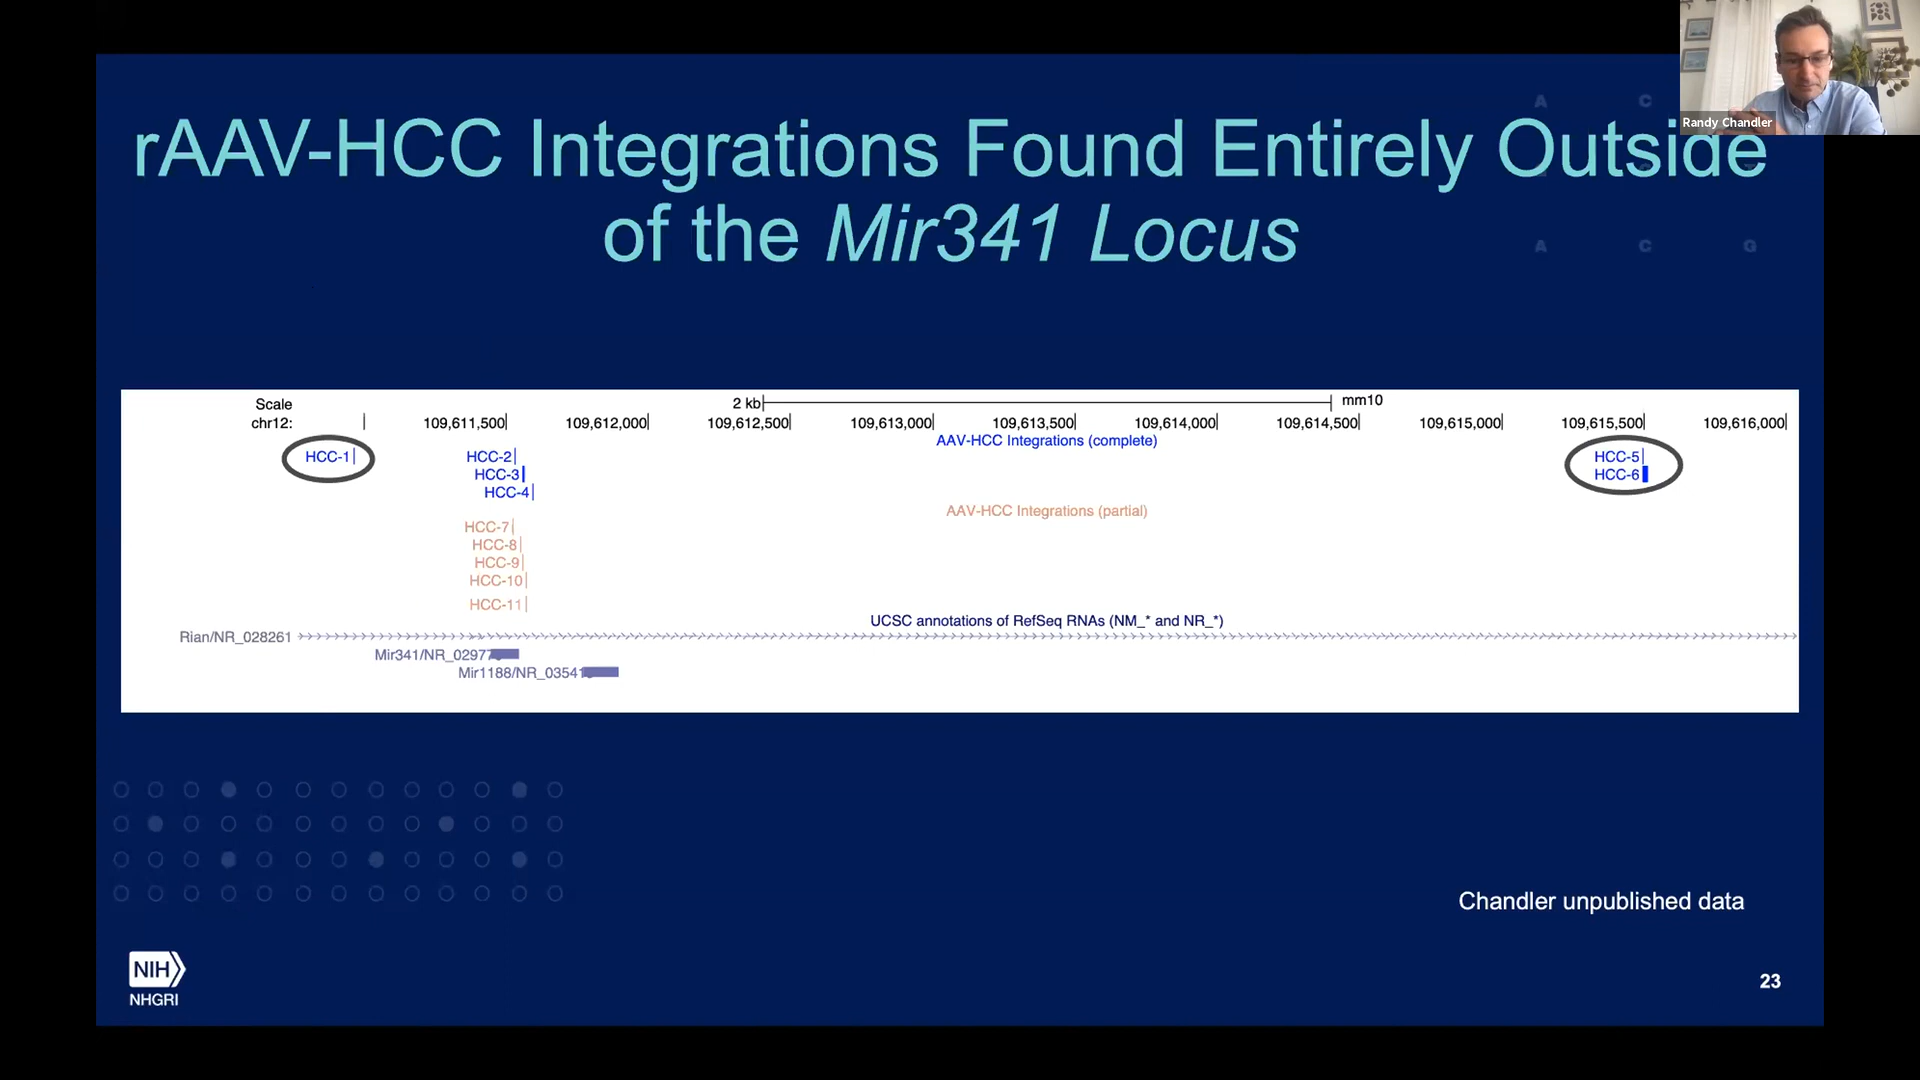 Randy Chandler
rAAV-HCC Integrations Found Entirely Outside
of the Mir341 Locus
A C
A C G
Scale 2 kb mm10
chr12: 109,611,500 109,612,000 109,612,500 109,613,000 109,613,500 109,614,000 109,614,500 109,615,000 109,615,500 109,616,000
AAV-HCC Integrations (complete)
HCC-1 HCC-2 HCC-5
HCC-3 HCC-6
HCC-4
AAV-HCC Integrations (partial)
HCC-7
HCC-8
HCC-9
HCC-10
HCC-11
UCSC annotations of RefSeq RNAs (NM_* and NR_*)
Rian/NR_028261
Mir341/NR_02977
Mir1188/NR_03541
Chandler unpublished data
NIH
NHGRI
23